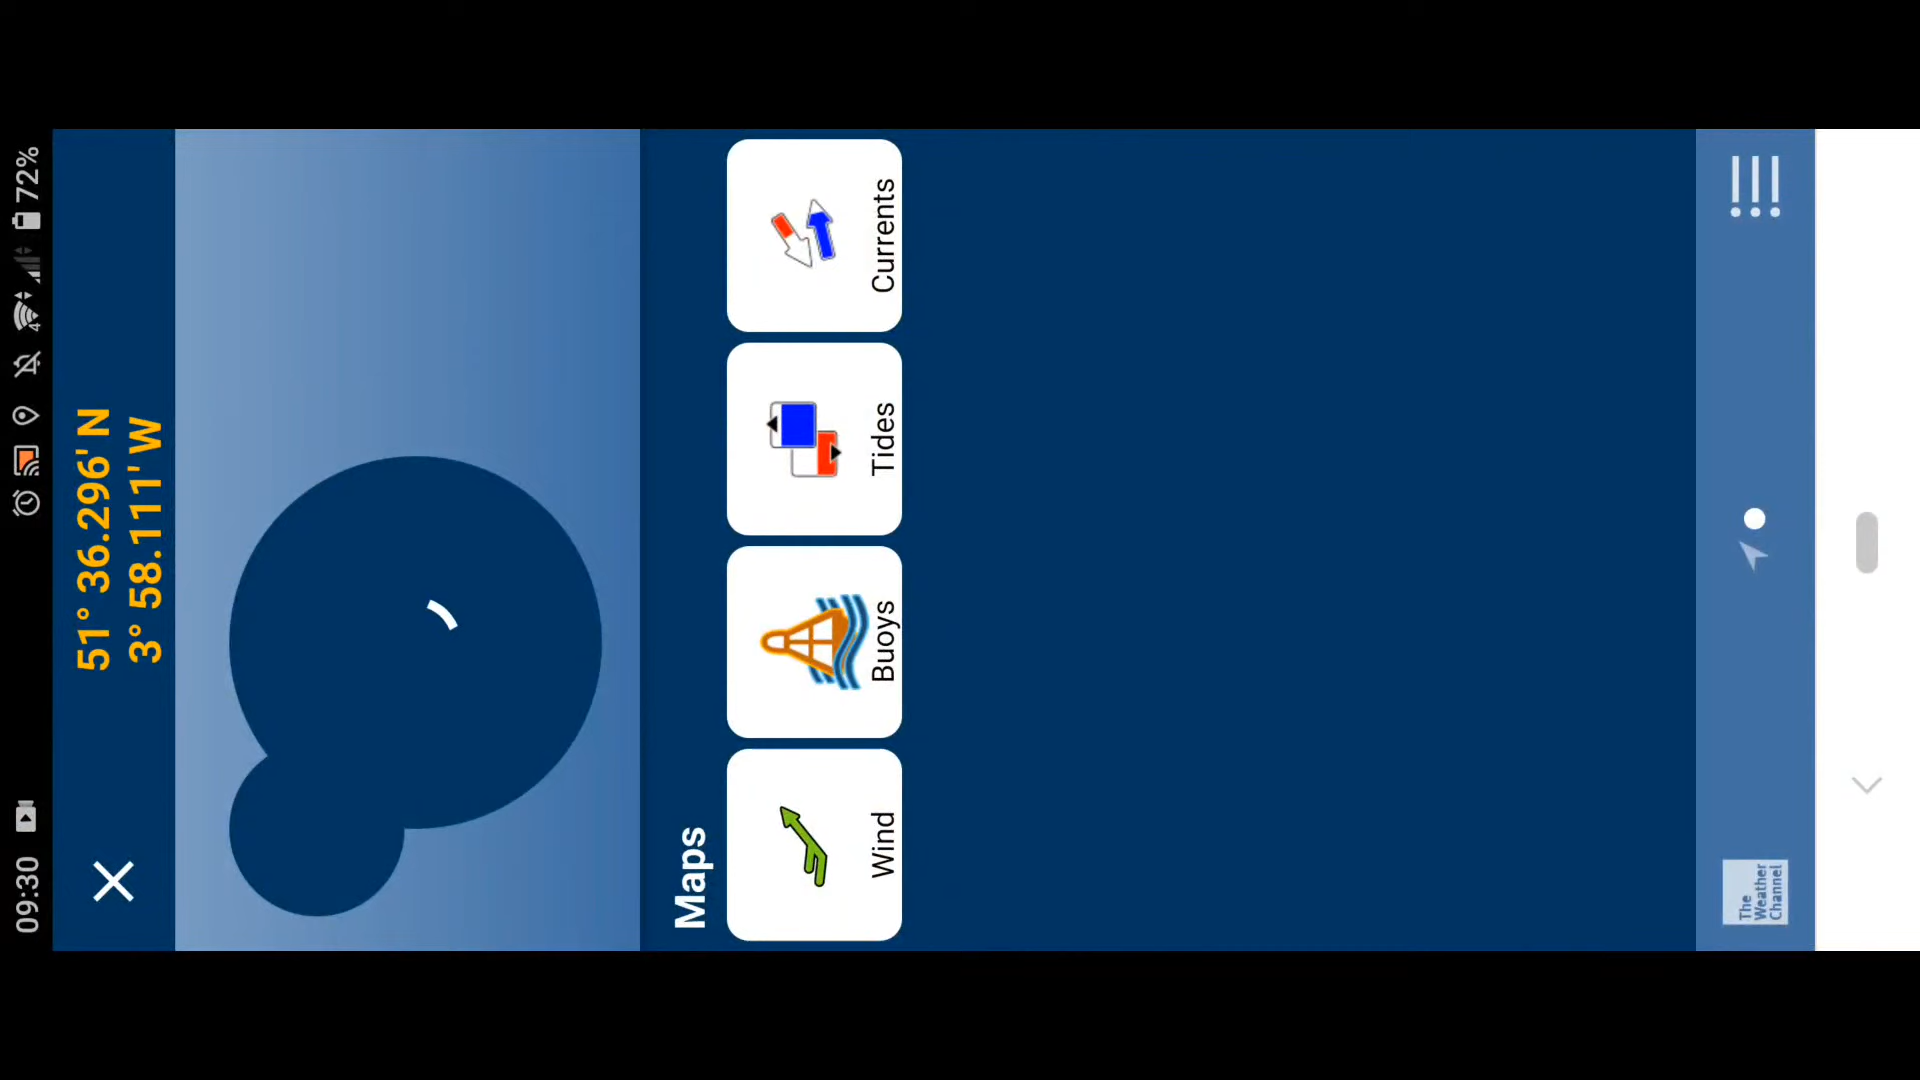 09:30
72%
51° 36.296' N
3° 58.111' W
Maps
Wind
Buoys
Tides
Currents
The
Weather
Channel